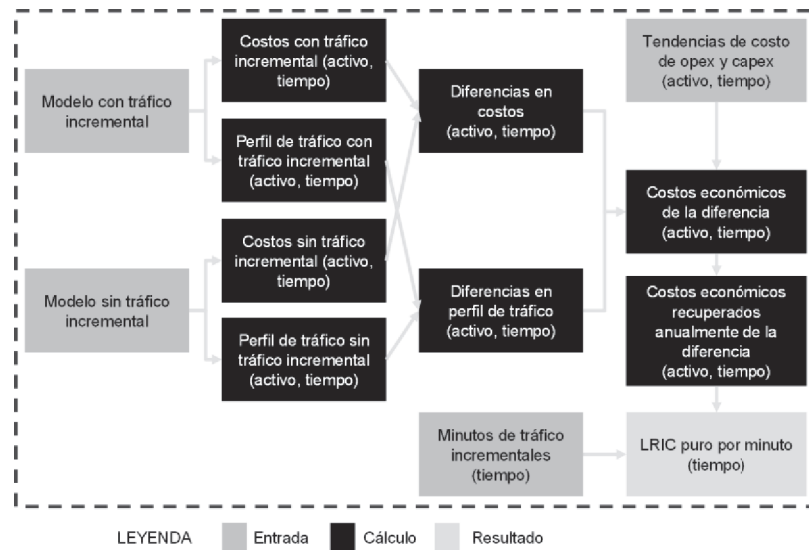 Modelo con tráfico
incremental
Costos con tráfico
incremental (activo,
tiempo)
Perfil de tráfico con
tráfico incremental
(activo, tiempo)
Modelo sin tráfico
incremental
Costos sin tráfico
incremental (activo,
tiempo)
Perfil de tráfico sin
tráfico incremental
(activo, tiempo)
Diferencias en
costos
(activo, tiempo)
Diferencias en
perfil de tráfico
(activo, tiempo)
Tendencias de costo
de opex y capex
(activo, tiempo)
Costos económicos
de la diferencia
(activo, tiempo)
Costos económicos
recuperados
anualmente de la
diferencia
(activo, tiempo)
Minutos de tráfico
incrementales
(tiempo)
LRIC puro por minuto
(tiempo)
LEYENDA
Entrada
Cálculo
Resultado